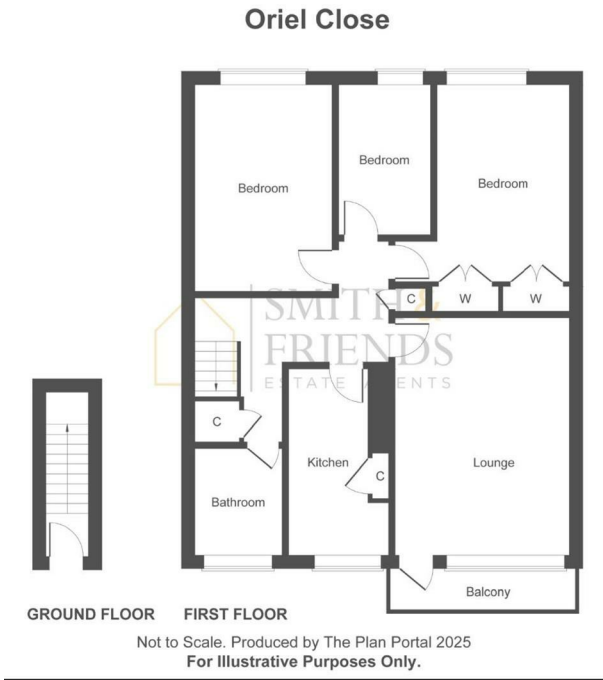 Oriel Close
Bedroom
Bedroom
Bedroom
C
W
W
SMITH &
FRIENDS
ESTATE AGENTS
C
Kitchen
C
Lounge
Bathroom
Balcony
GROUND FLOOR
FIRST FLOOR
Not to Scale. Produced by The Plan Portal 2025
For Illustrative Purposes Only.